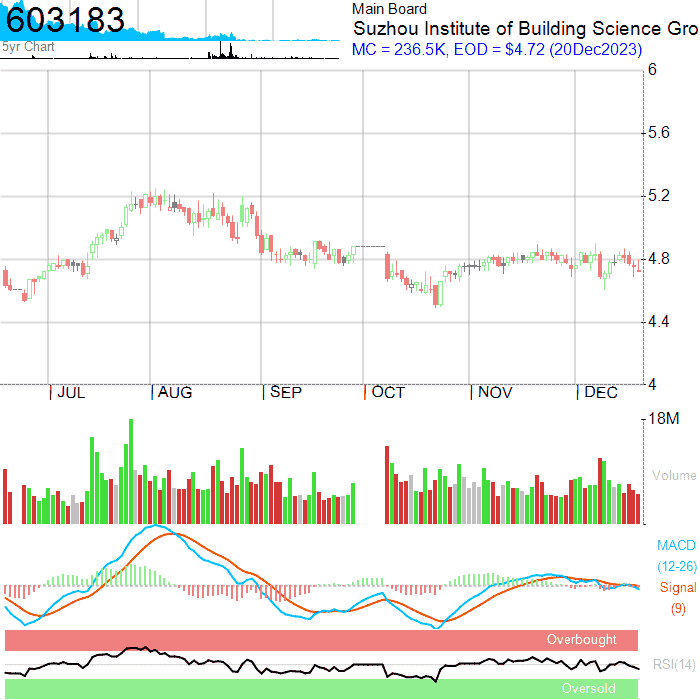 603183
5yr Chart
Main Board
Suzhou Institute of Building Science Gro
MC = 236.5K, EOD = $4.72 (20Dec2023)
6
5.6
5.2
4.8
4.4
4
JUL AUG SEP OCT NOV DEC
18M
Volume
MACD
(12-26)
Signal
(9)
Overbought
RSI(14)
Oversold